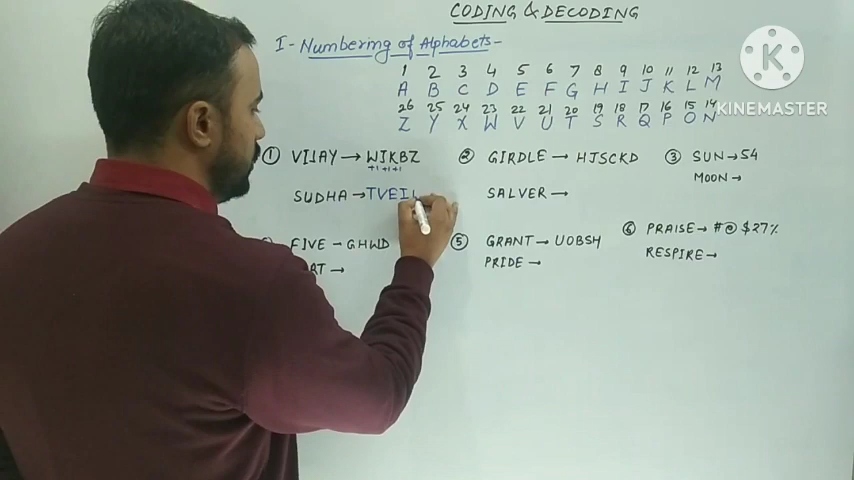 CODING & DECODING
I- Numbering of Alphabets-
1 2 3 4 5 6 7 8 9 10 11 12 13
A B C D E F G H I J K L M
26 25 24 23 22 21 20 19 18 17 16 15 14
Z Y X W V U T S R Q P O N
KINEMASTER
① VIJAY → WJKBZ
+1 +1 +1
SUDHA → TVEI
② GIRDLE → HJSCKD
SALVER →
③ SUN → 54
MOON →
FIVE - GHWD
RT →
⑤ GRANT → UOBSH
PRIDE →
⑥ PRAISE → #@ $27%
RESPIRE →